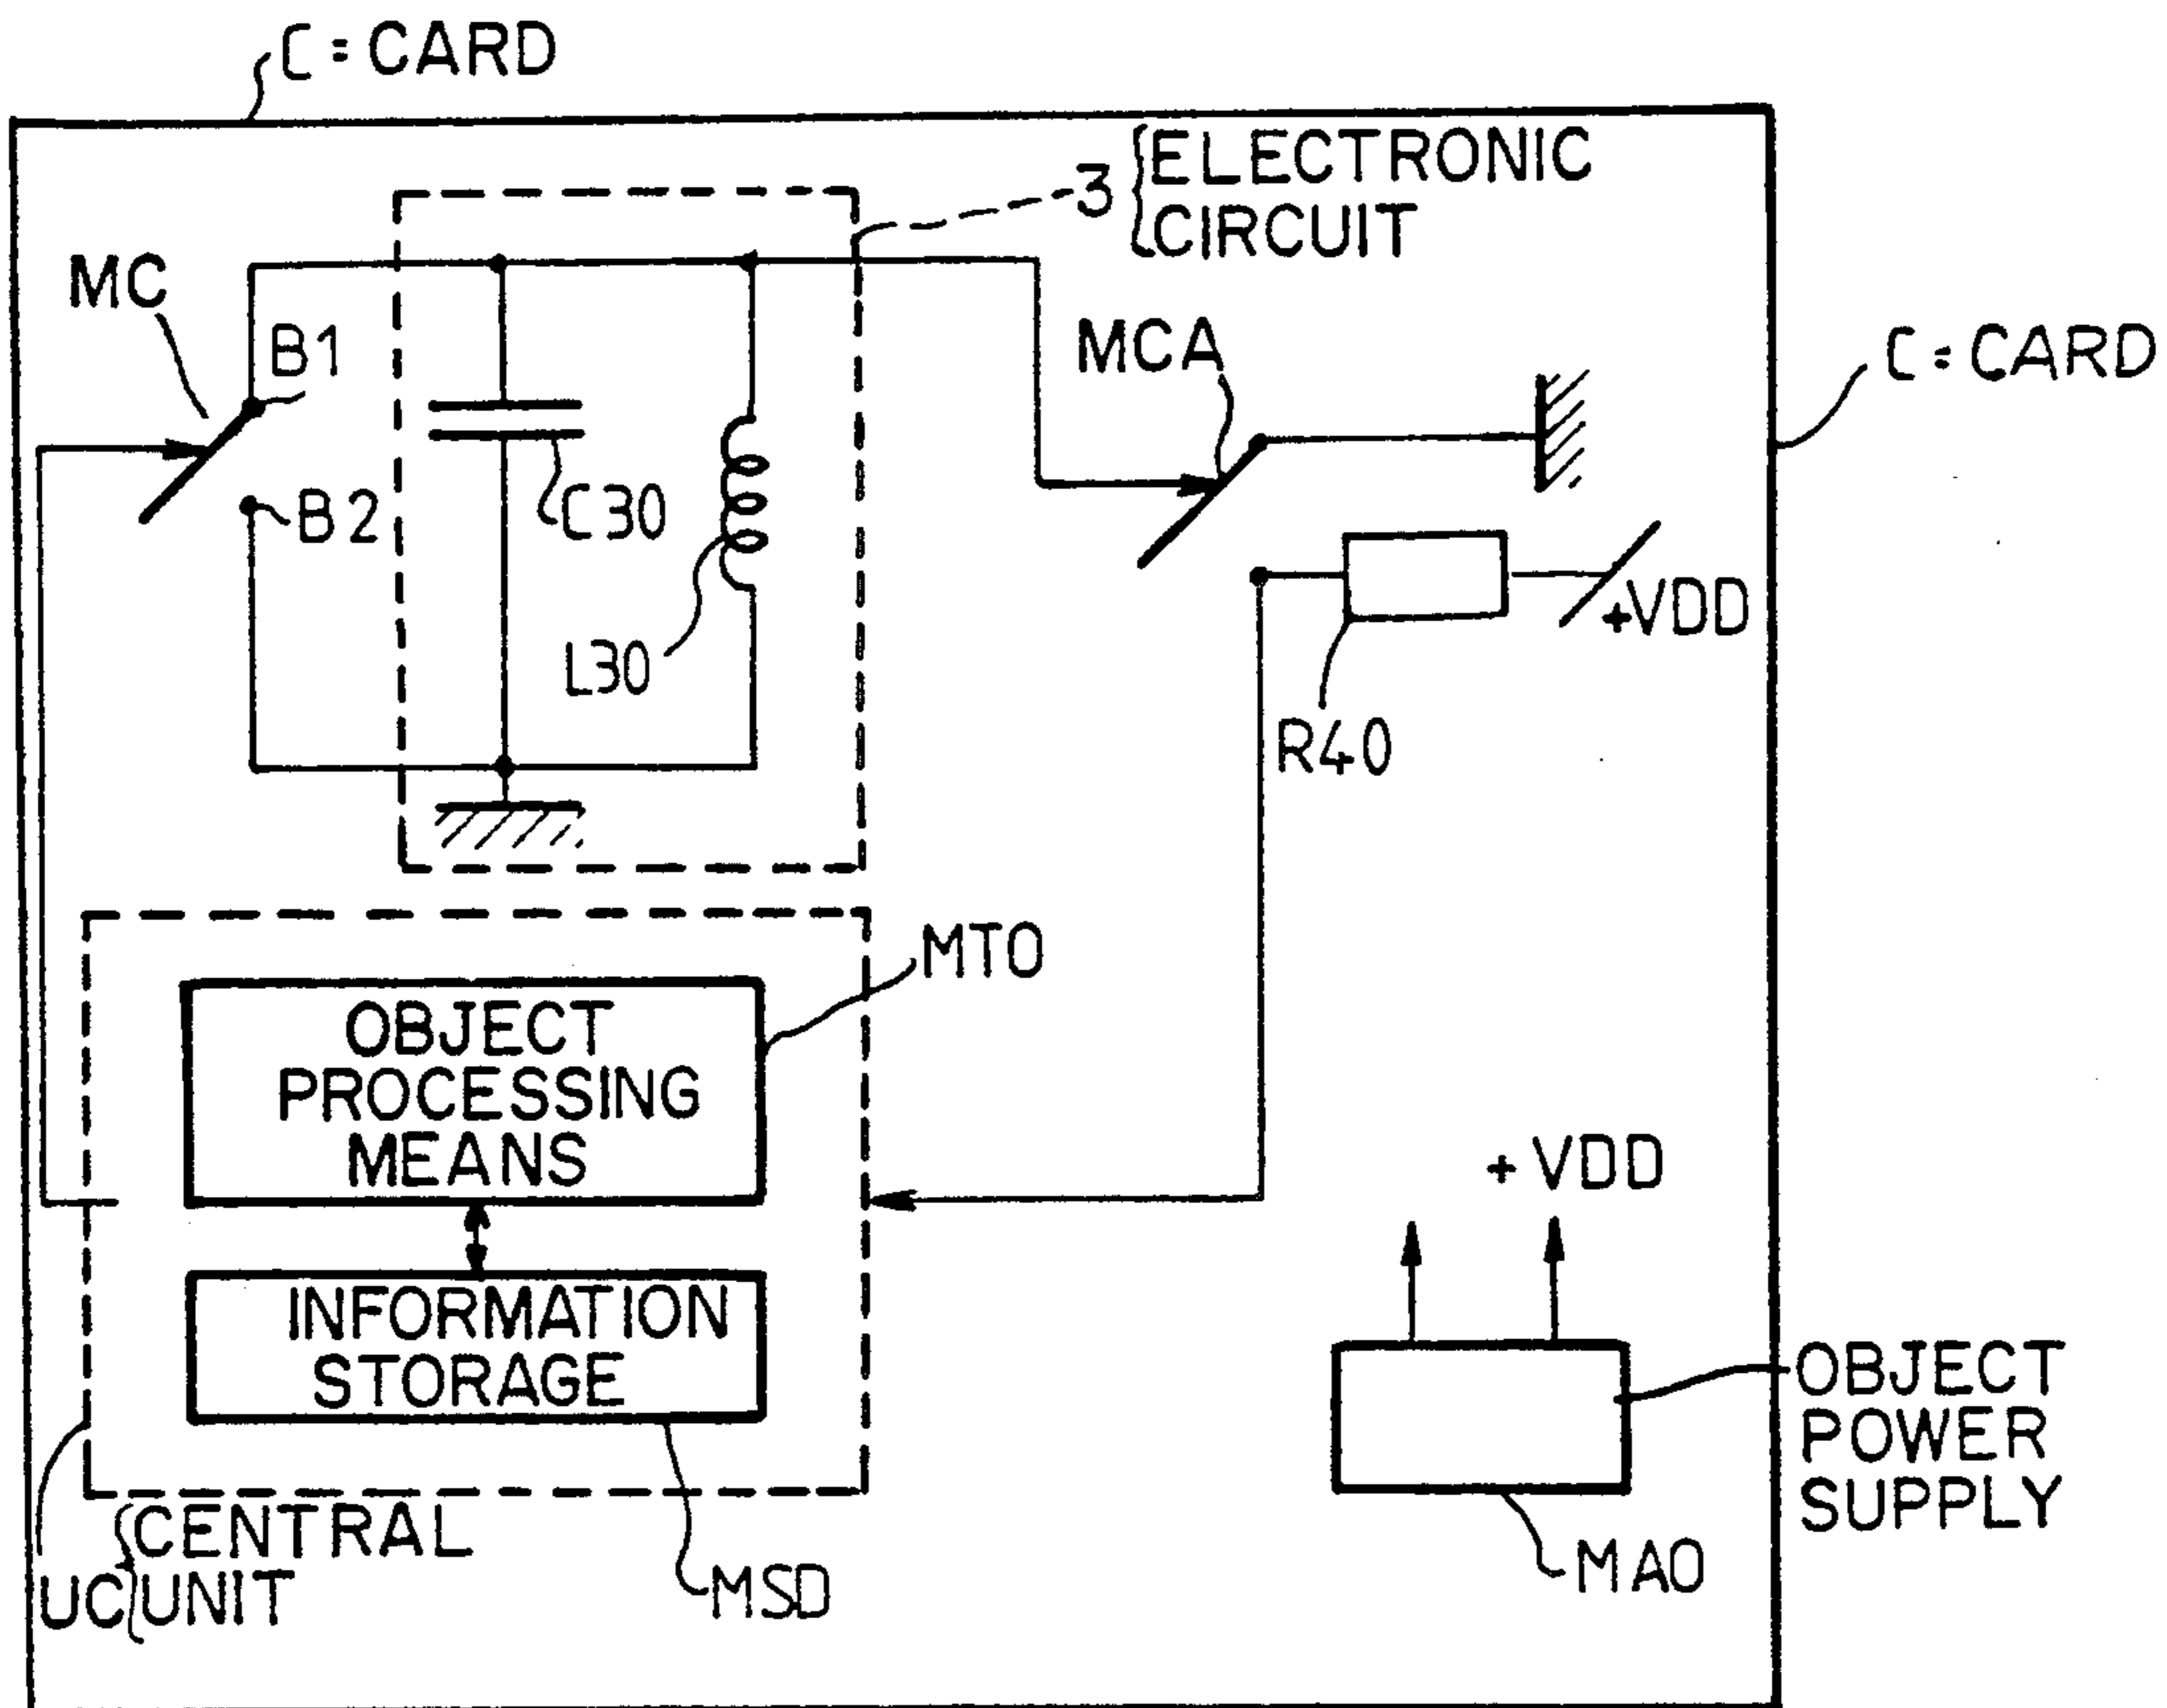 C = CARD
3 { ELECTRONIC
CIRCUIT
MC
B1
MCA
C = CARD
B2
C30
+VDD
L30
R40
MTO
OBJECT
PROCESSING
MEANS
+VDD
INFORMATION
STORAGE
OBJECT
POWER
SUPPLY
CENTRAL
UC { UNIT
MSD
MAO